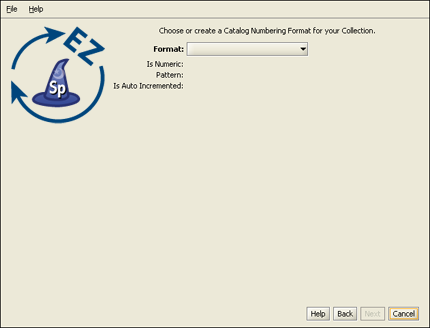 File Help
Choose or create a Catalog Numbering Format for your Collection.
EZ
Format:
Sp
Is Numeric:
Pattern:
Is Auto Incremented:
Help Back Next Cancel